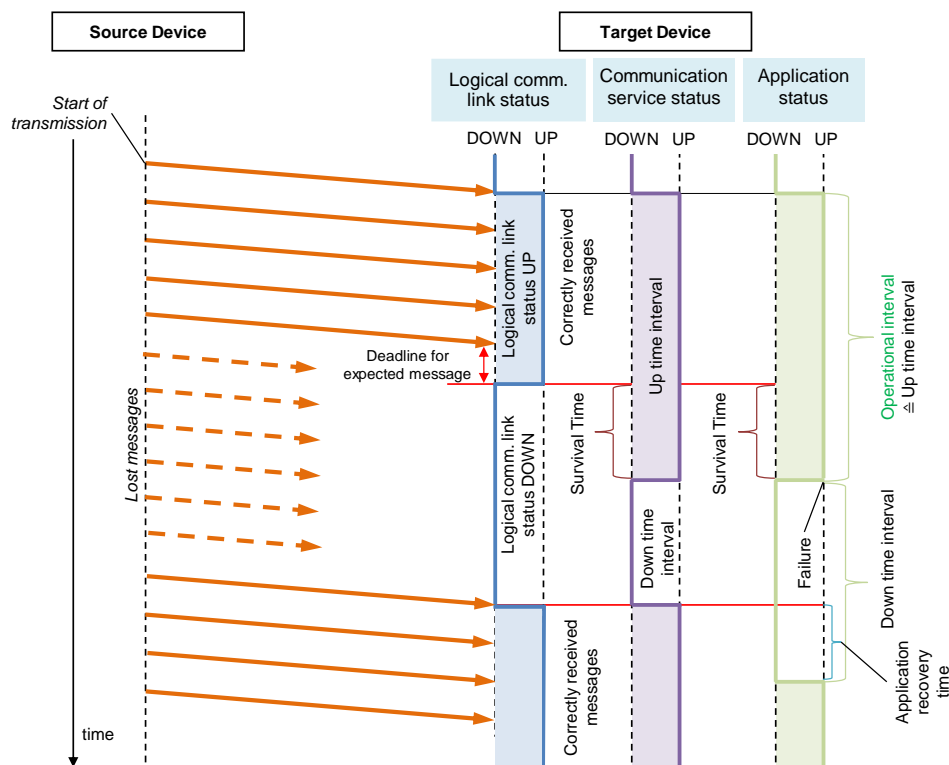 Source Device
Target Device
Logical comm.
link status
Communication
service status
Application
status
Start of
transmission
DOWN UP
DOWN UP
DOWN UP
Logical comm. link
status UP
Correctly received
messages
Up time interval
Operational interval
≙ Up time interval
Deadline for
expected message
Lost messages
Logical comm. link
status DOWN
Survival Time
Survival Time
Down time
interval
Failure
Down time interval
Correctly received
messages
Application
recovery
time
time